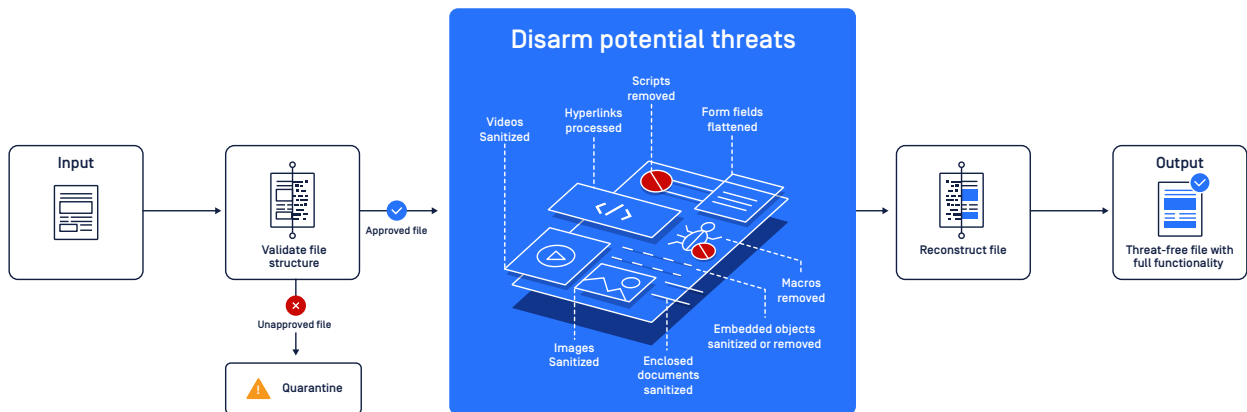 Input
Validate file
structure
Approved file
Unapproved file
Quarantine
Disarm potential threats
Videos
Sanitized
Hyperlinks
processed
Scripts
removed
Form fields
flattened
</>
Macros
removed
Embedded objects
sanitized or removed
Enclosed
documents
sanitized
Images
Sanitized
Reconstruct file
Output
Threat-free file with
full functionality